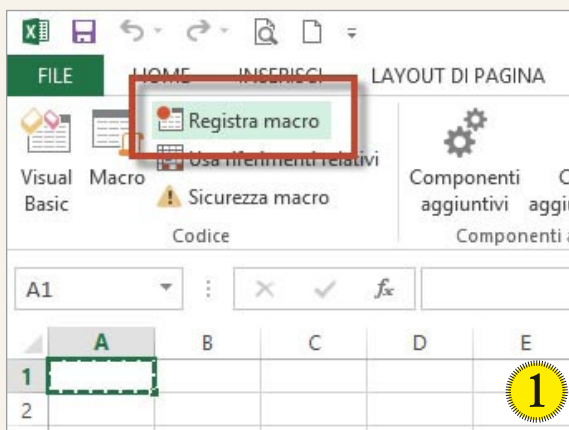 FILE HOME INSERISCI LAYOUT DI PAGINA
Registra macro
Usa riferimenti relativi
Sicurezza macro
Visual Basic
Macro
Componenti aggiuntivi
Codice
A1
fx
A B C D E
1
2
1